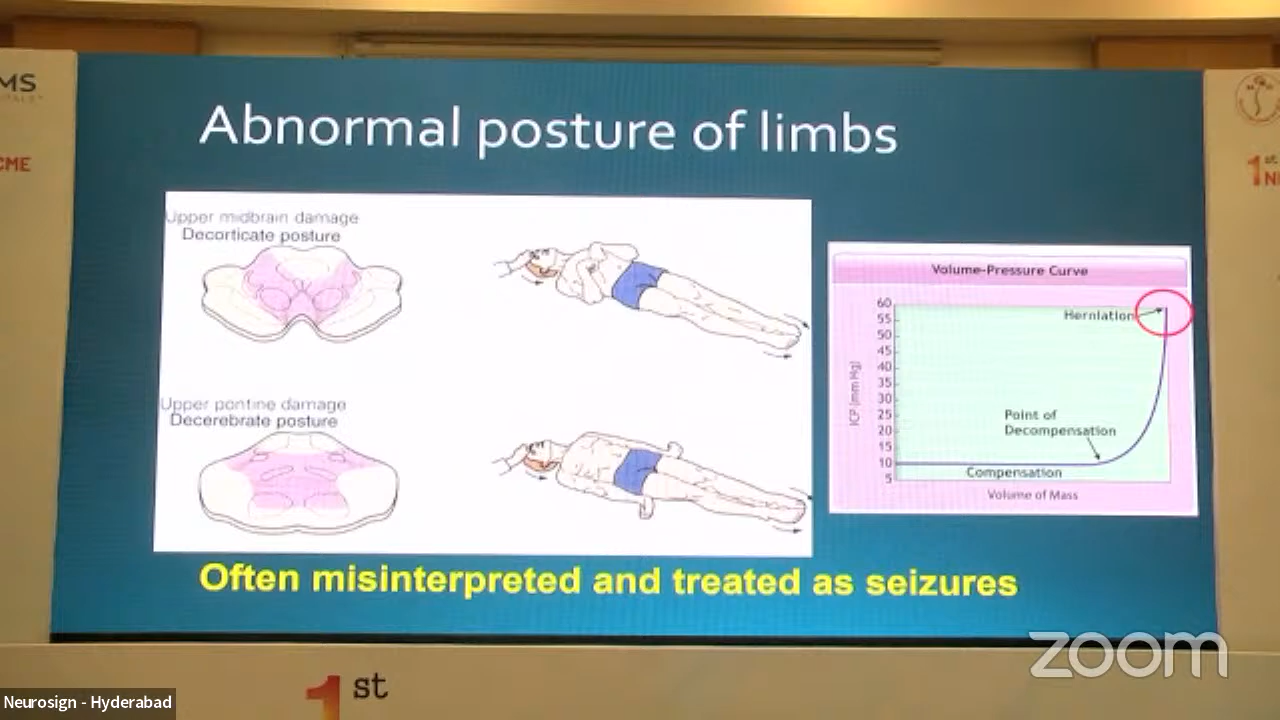 MS
CME
1st
Abnormal posture of limbs
Upper midbrain damage
Decorticate posture
Upper pontine damage
Decerebrate posture
Volume-Pressure Curve
60
55
50
45
40
35
30
25
20
15
10
5
ICP (mm Hg)
Herniation
Point of
Decompensation
Compensation
Volume of Mass
Often misinterpreted and treated as seizures
zoom
1st
Neurosign - Hyderabad